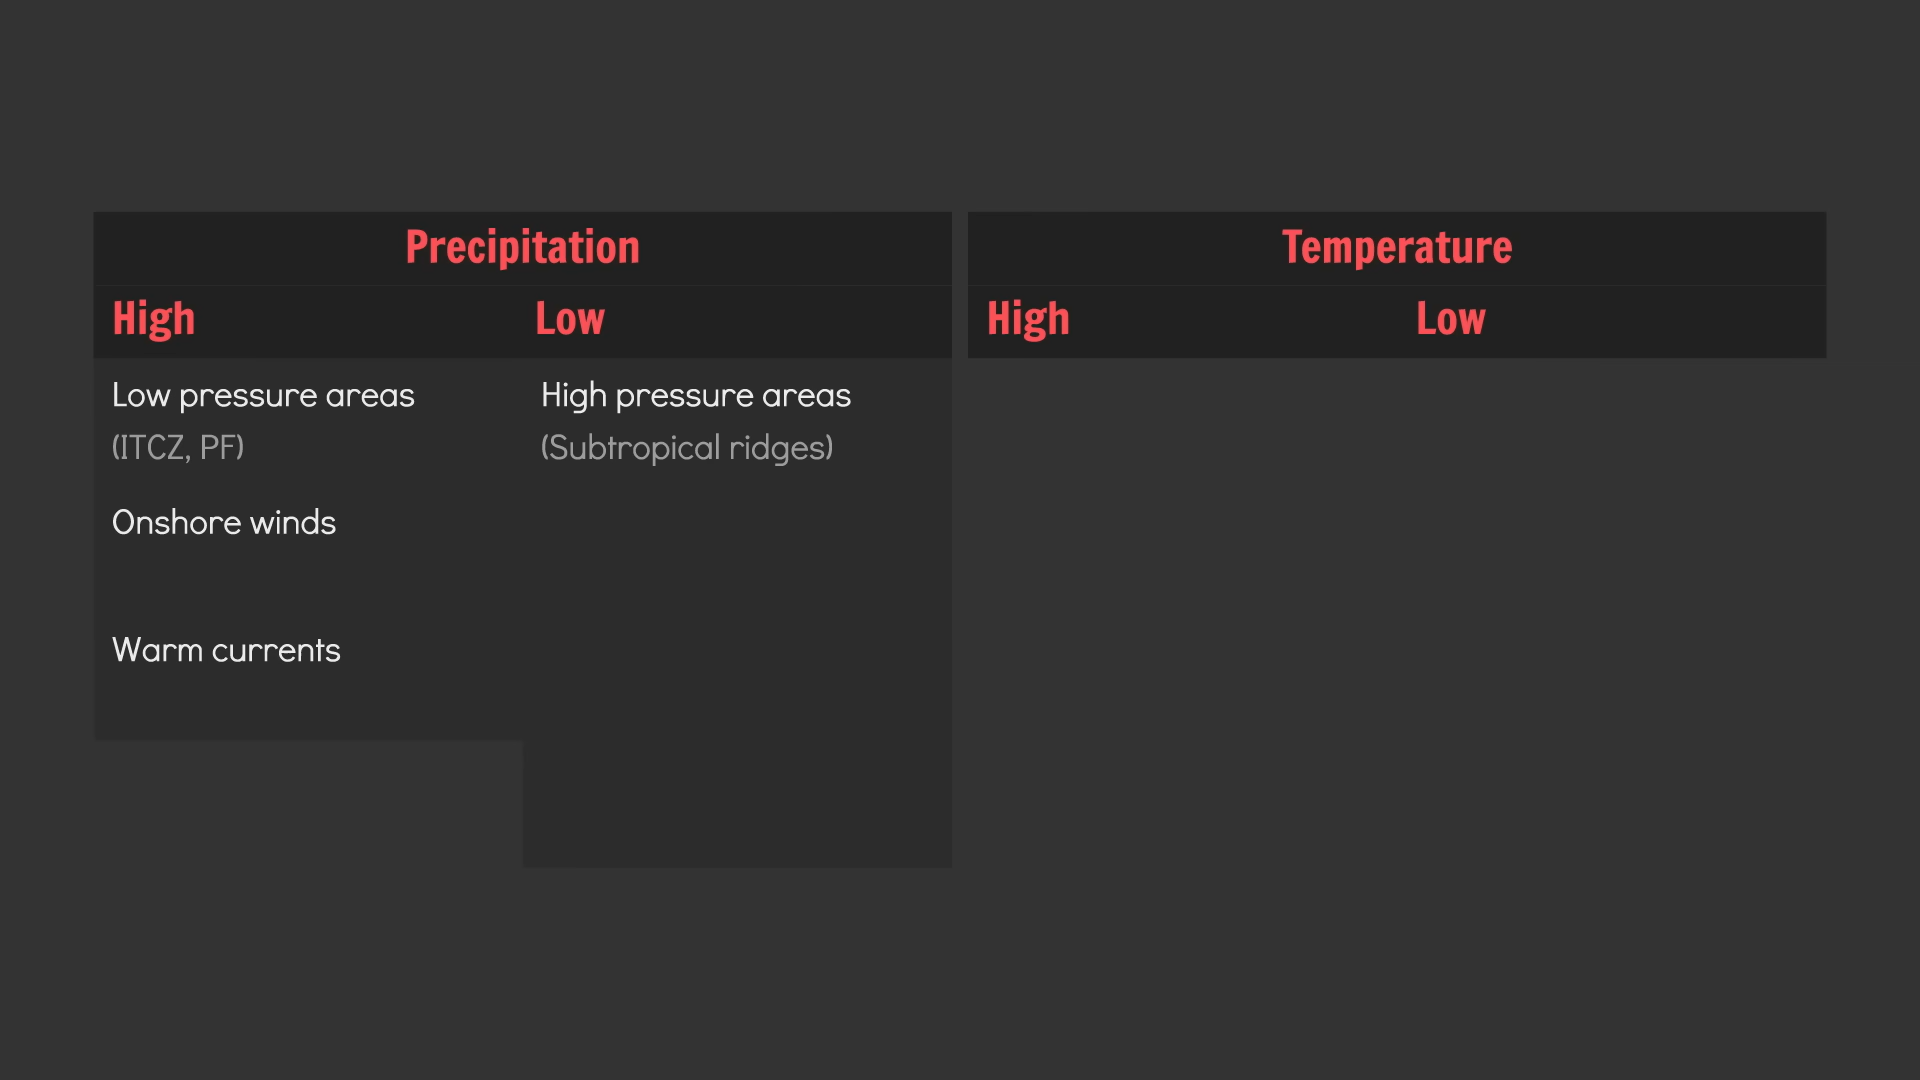 Precipitation
High
Low
Low pressure areas
(ITCZ, PF)
High pressure areas
(Subtropical ridges)
Onshore winds
Warm currents
Temperature
High
Low